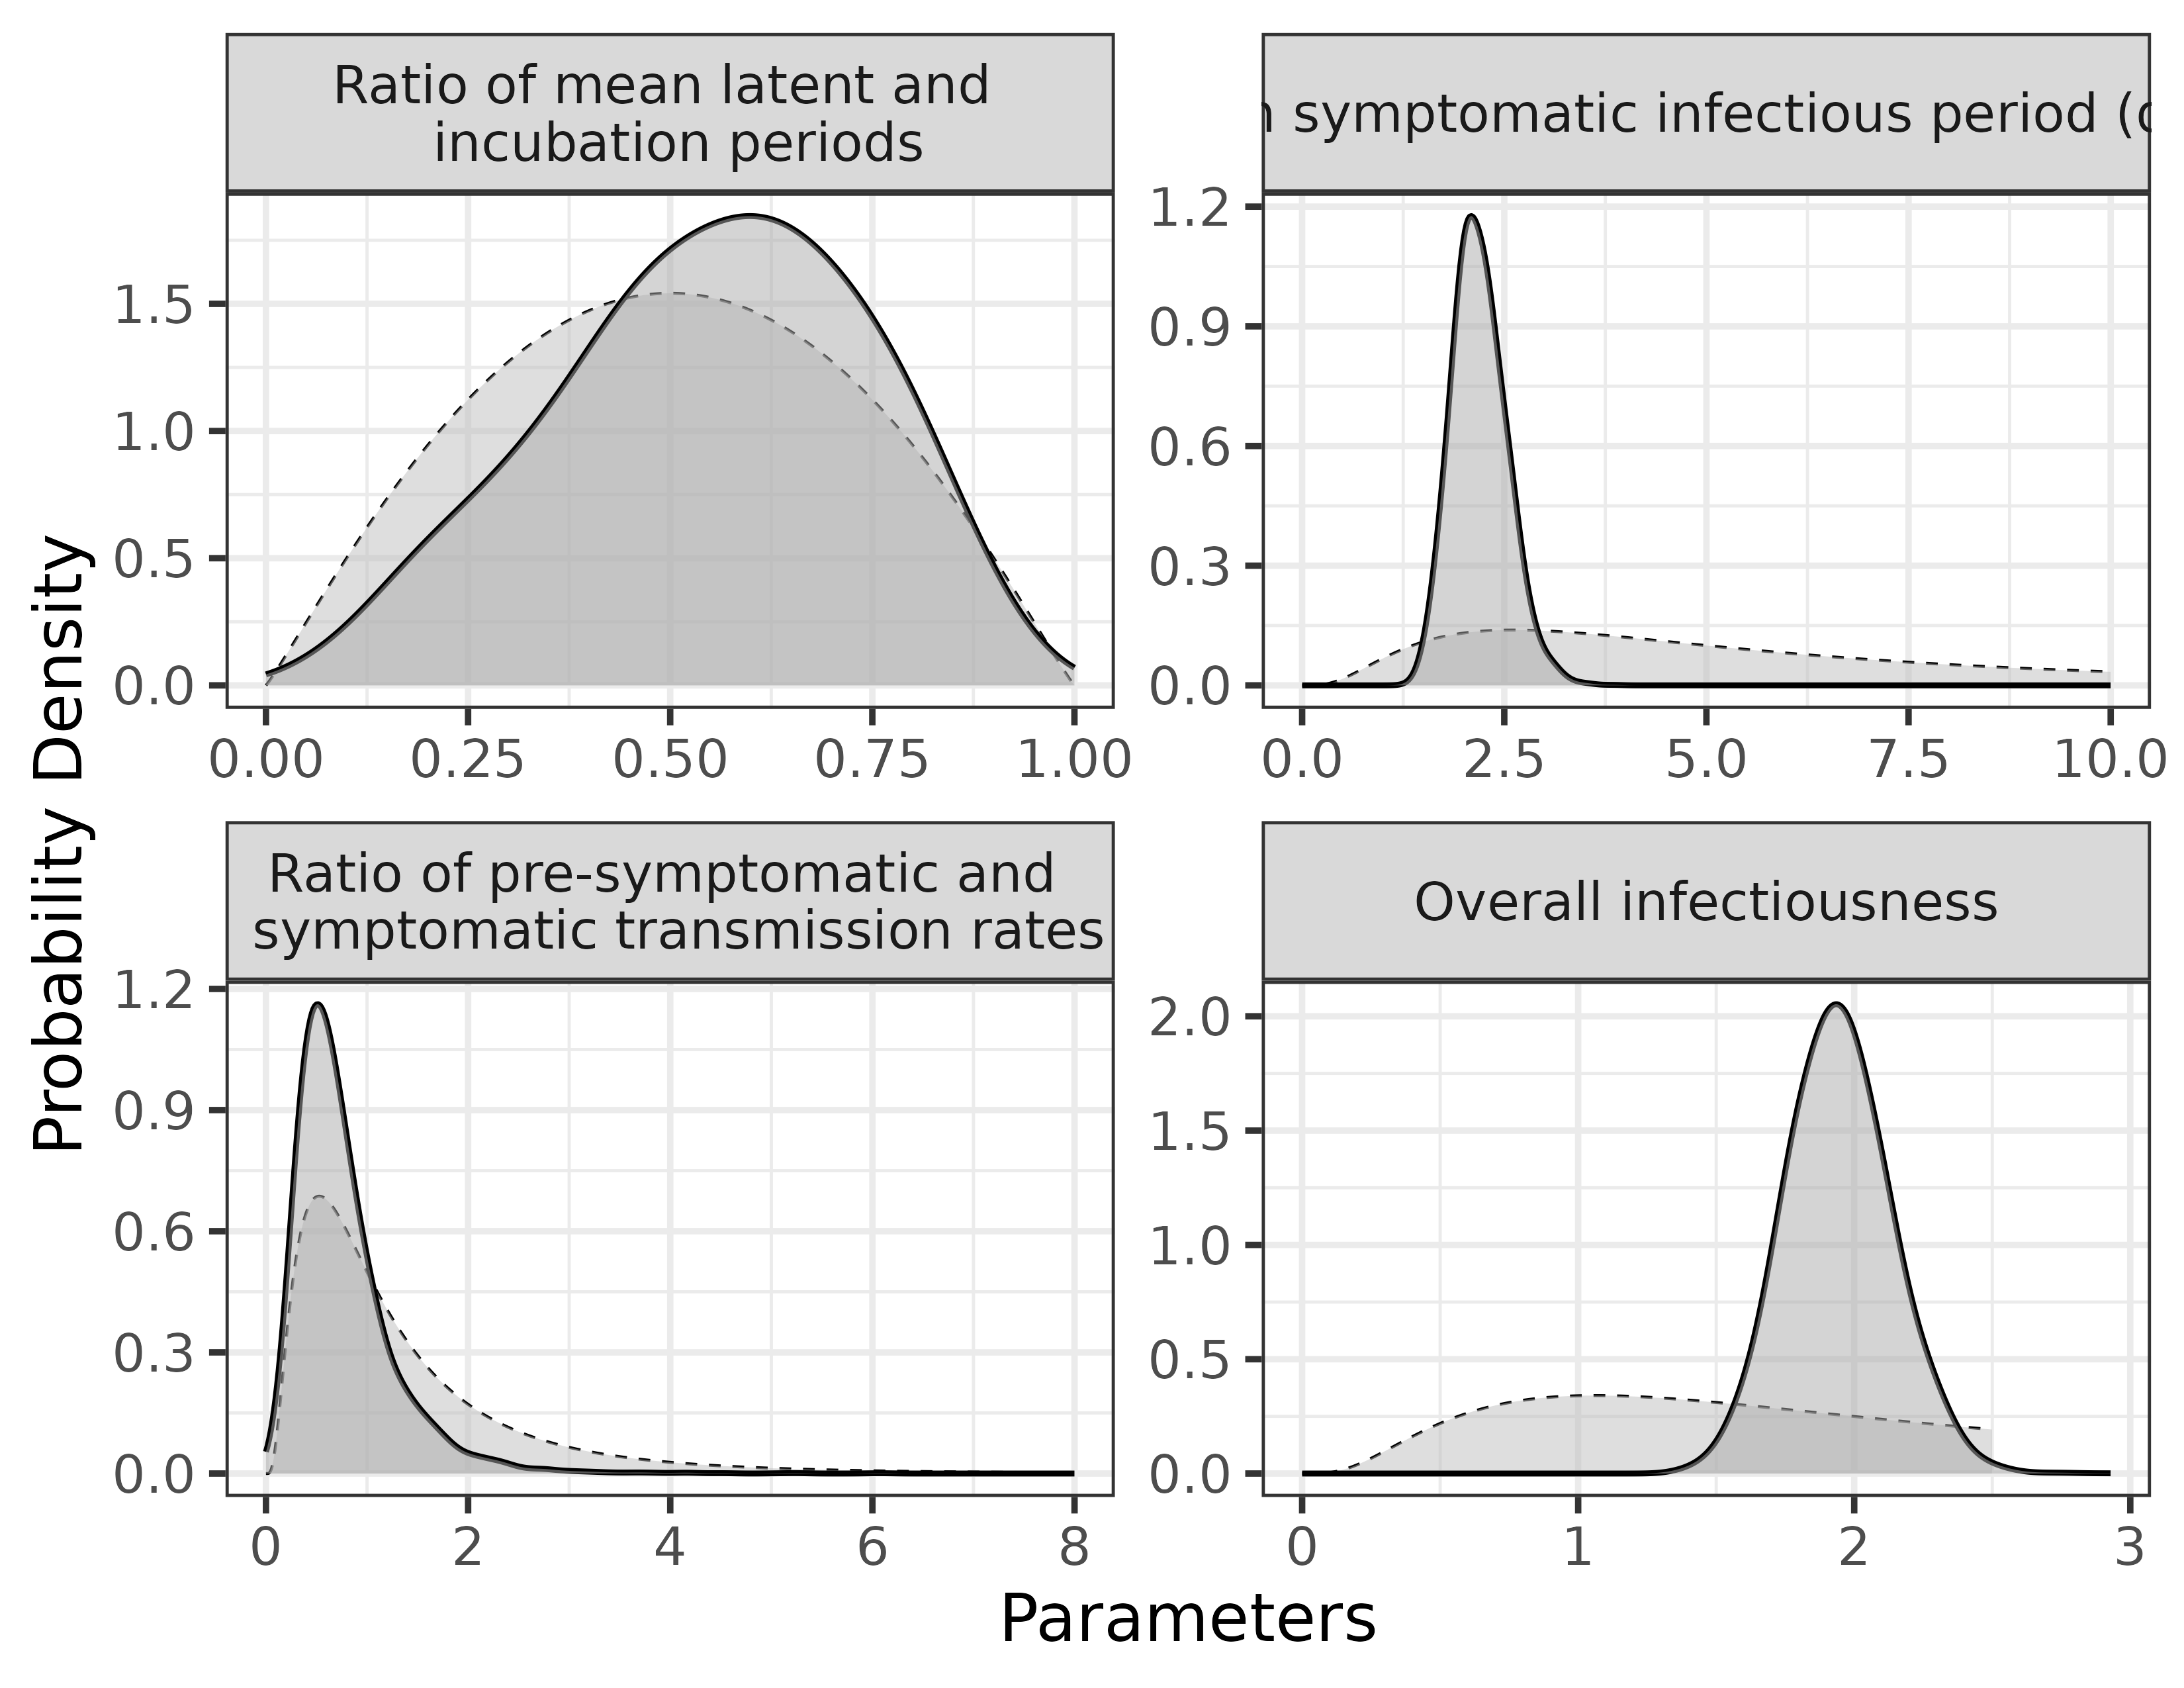 Ratio of mean latent and
incubation periods
symptomatic infectious period
1.5
1.0
0.5
0.0
0.00 0.25 0.50 0.75 1.00
1.2
0.9
0.6
0.3
0.0
0.0 2.5 5.0 7.5 10.0
Probability Density
Ratio of pre-symptomatic and
symptomatic transmission rates
Overall infectiousness
1.2
0.9
0.6
0.3
0.0
0 2 4 6 8
2.0
1.5
1.0
0.5
0.0
0 1 2 3
Parameters